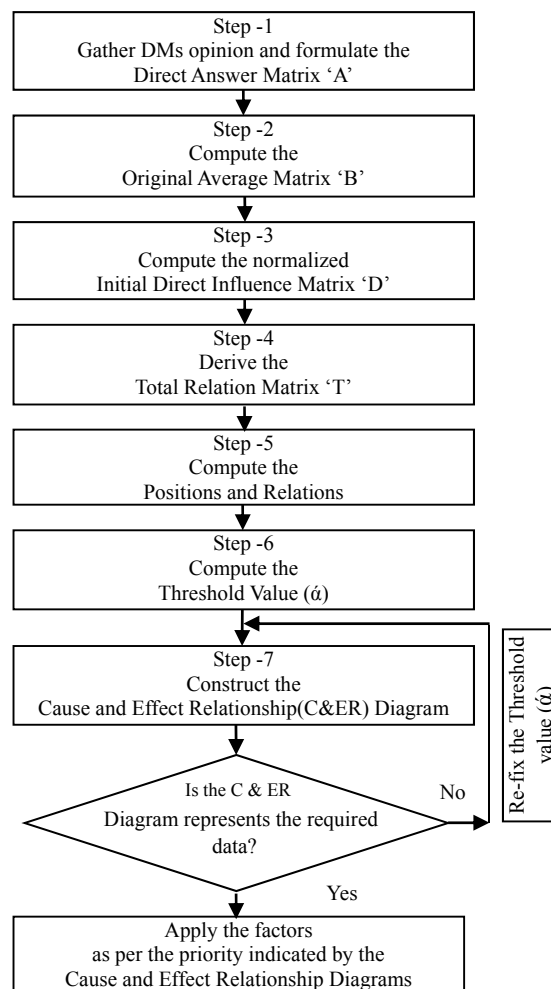 Step -1
Gather DMs opinion and formulate the
Direct Answer Matrix ‘A’
Step -2
Compute the
Original Average Matrix ‘B’
Step -3
Compute the normalized
Initial Direct Influence Matrix ‘D’
Step -4
Derive the
Total Relation Matrix ‘T’
Step -5
Compute the
Positions and Relations
Step -6
Compute the
Threshold Value (ά)
Step -7
Construct the
Cause and Effect Relationship(C&ER) Diagram
Re-fix the Threshold
value (ά)
Is the C & ER
Diagram represents the required
data?
No
Yes
Apply the factors
as per the priority indicated by the
Cause and Effect Relationship Diagrams